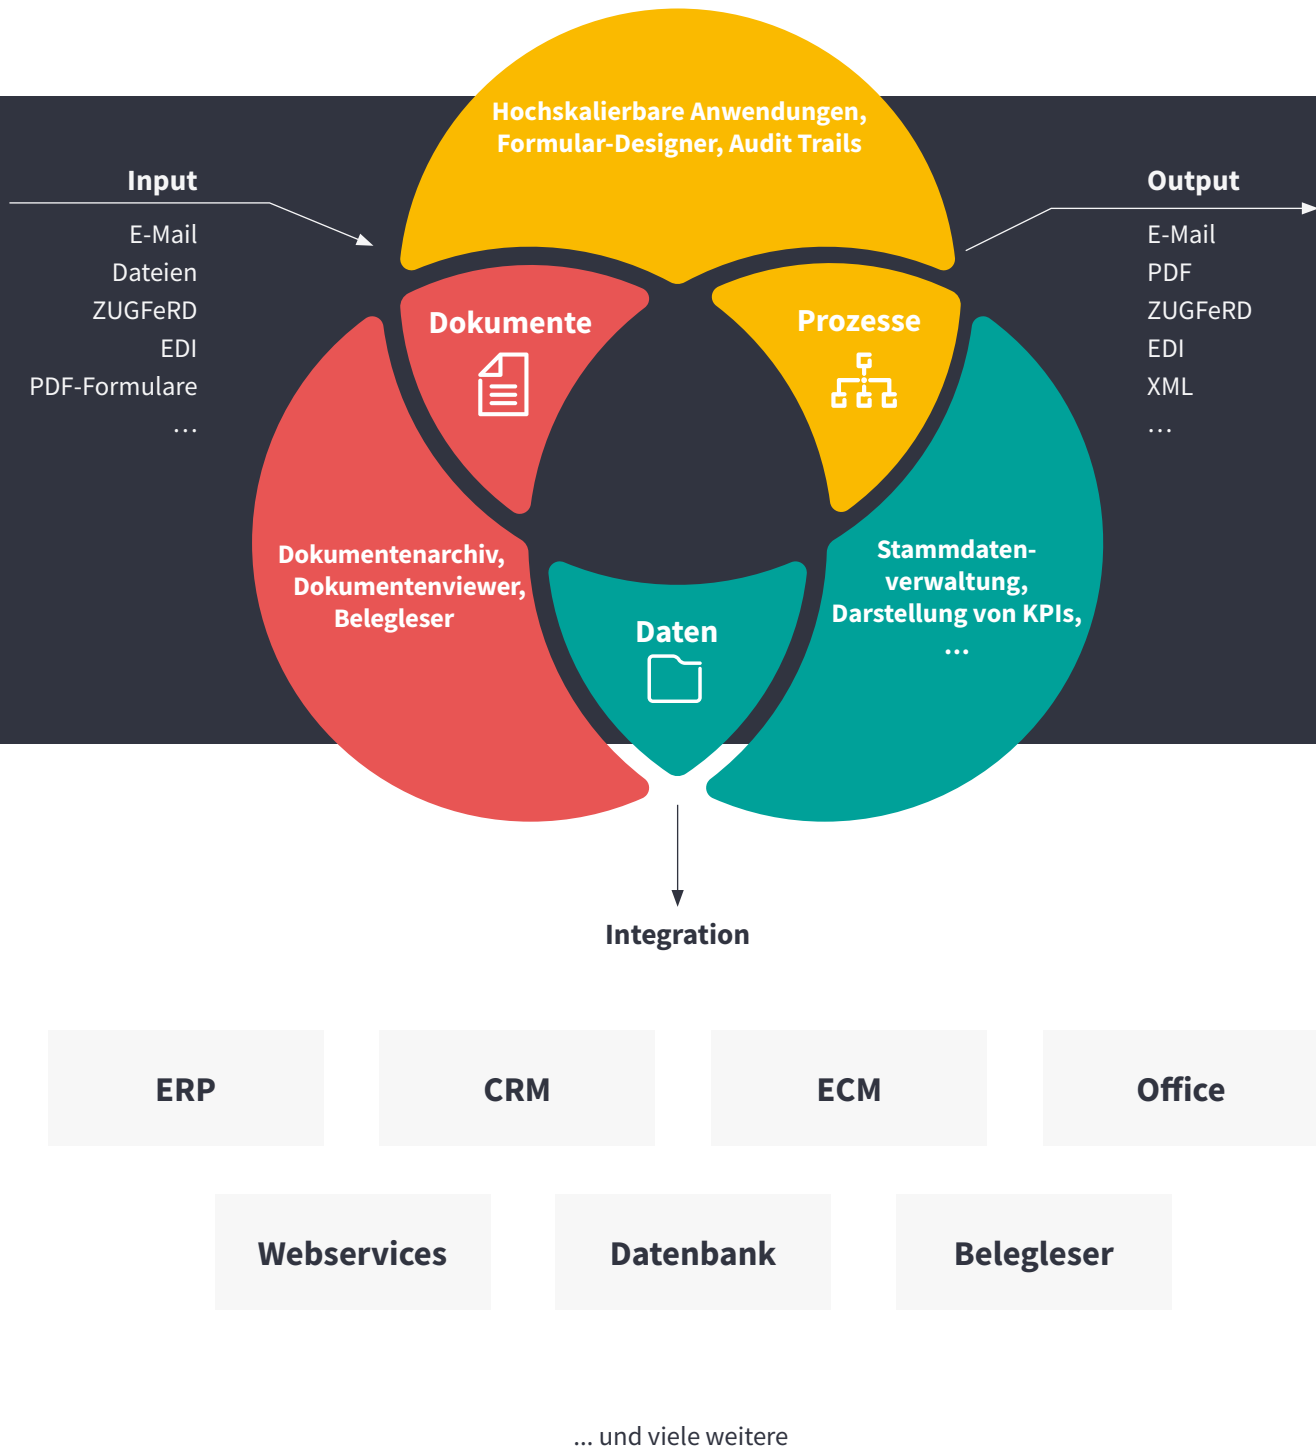 Hochskalierbare Anwendungen,
Formular-Designer, Audit Trails
Input
E-Mail
Dateien
ZUGFeRD
EDI
PDF-Formulare
...
Output
E-Mail
PDF
ZUGFeRD
EDI
XML
...
Dokumente
Prozesse
Dokumentenarchiv,
Dokumentenviewer,
Belegleser
Stammdaten-
verwaltung,
Darstellung von KPIs,
...
Daten
Integration
ERP
CRM
ECM
Office
Webservices
Datenbank
Belegleser
... und viele weitere